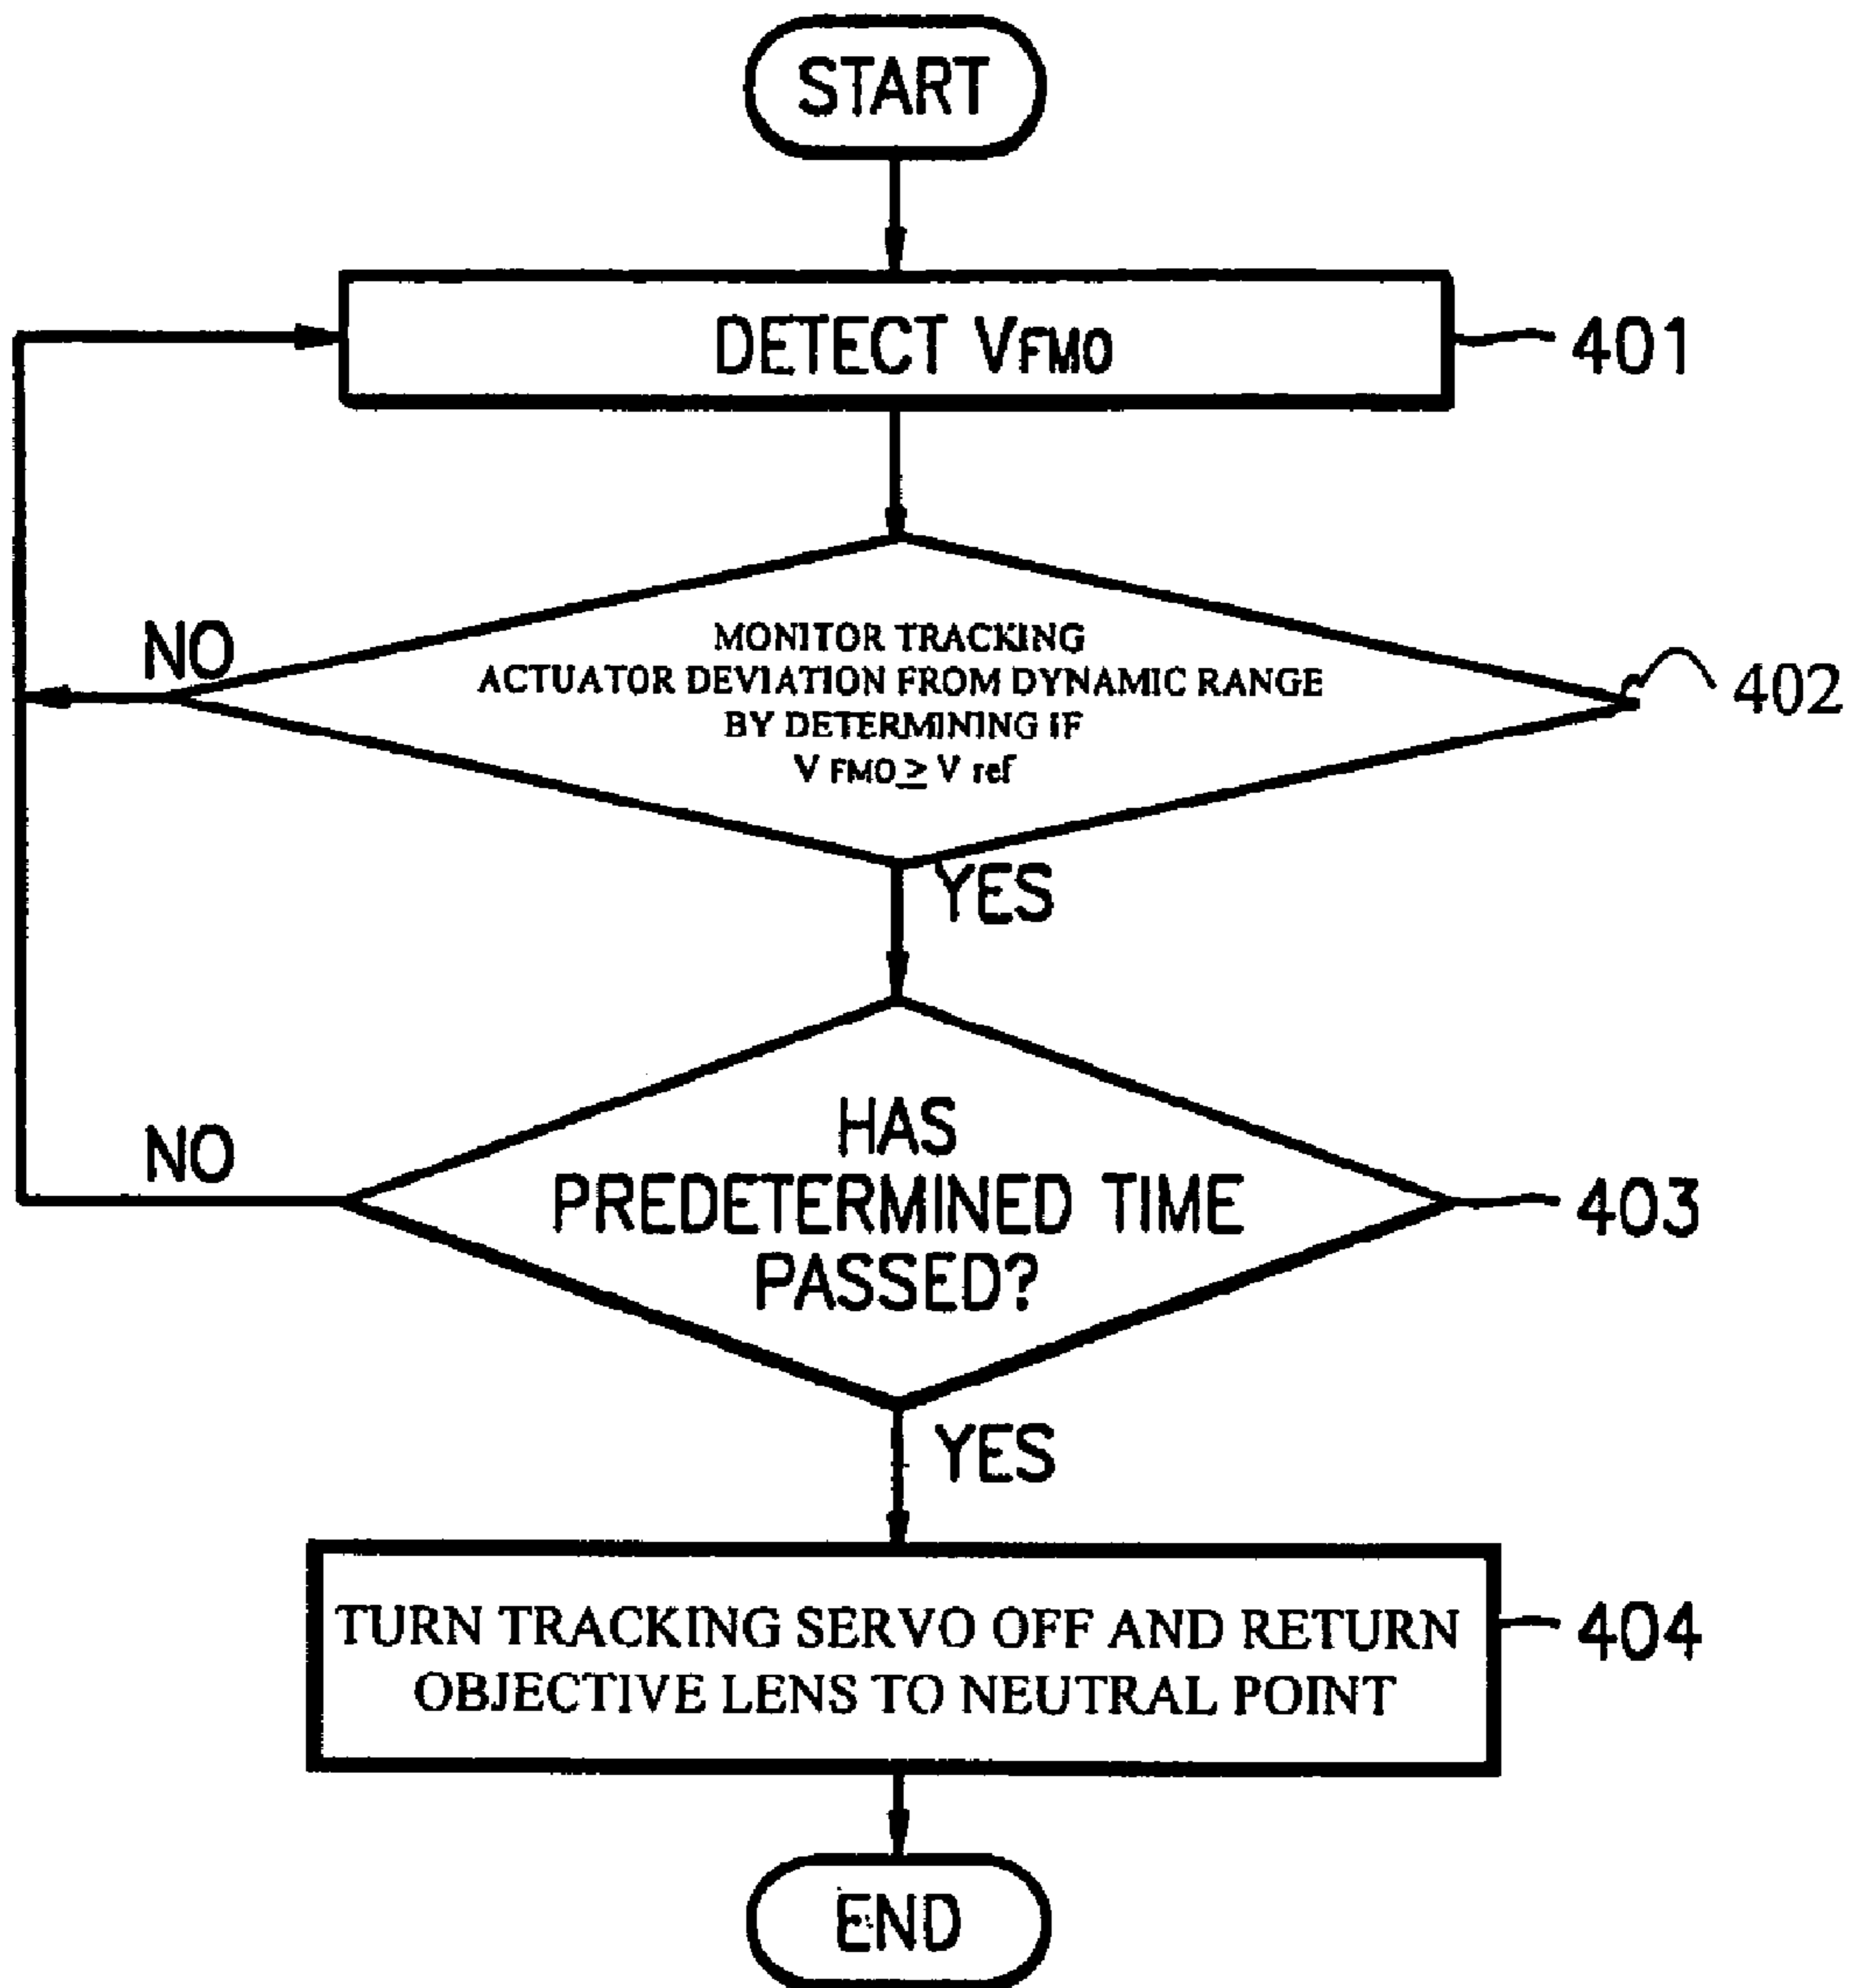 START
DETECT VFMO
401
NO
MONITOR TRACKING
ACTUATOR DEVIATION FROM DYNAMIC RANGE
BY DETERMINING IF
V FMO ≥ V ref
402
YES
HAS
PREDETERMINED TIME
PASSED?
NO
403
YES
TURN TRACKING SERVO OFF AND RETURN
OBJECTIVE LENS TO NEUTRAL POINT
404
END